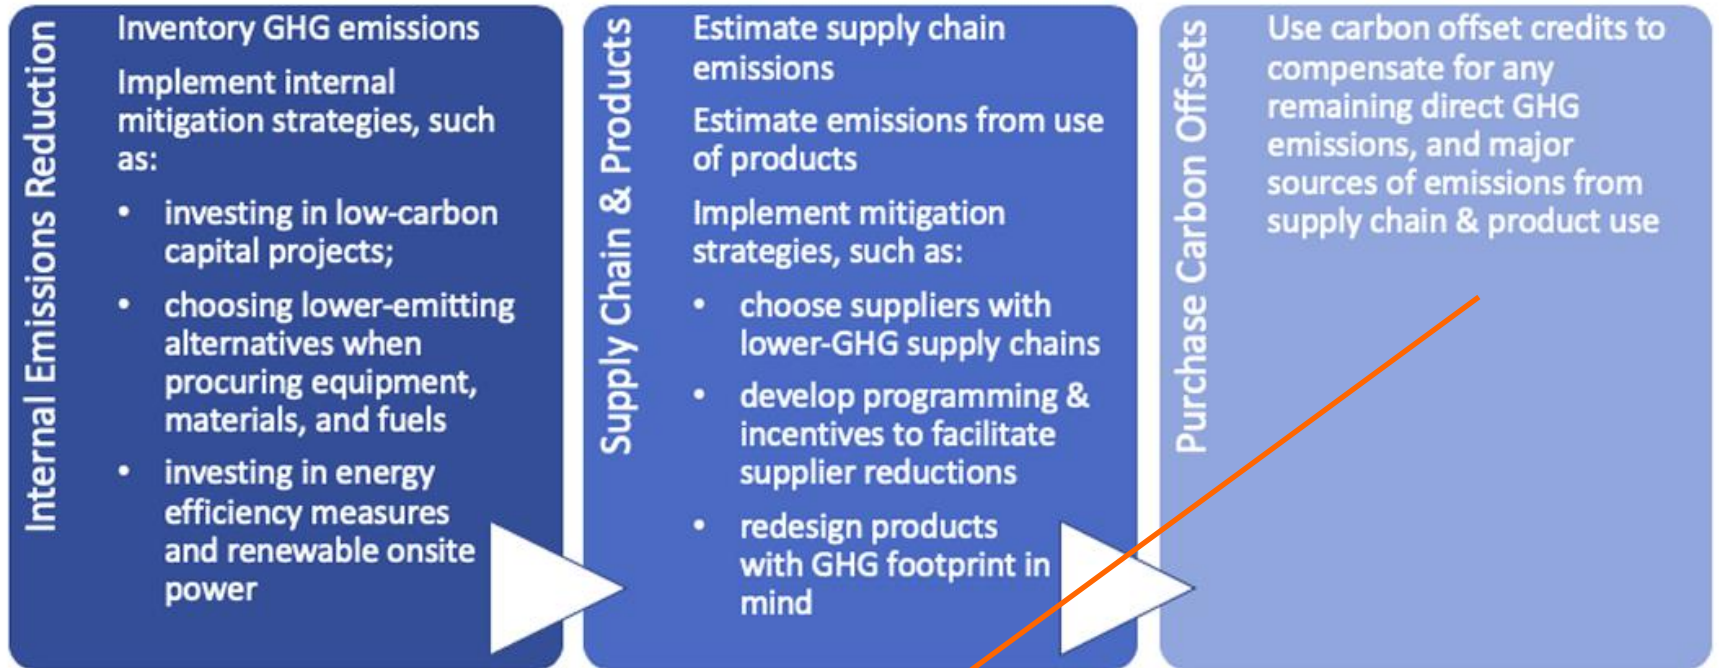 Internal Emissions Reduction
Inventory GHG emissions
Implement internal
mitigation strategies, such
as:
• investing in low-carbon
capital projects;
• choosing lower-emitting
alternatives when
procuring equipment,
materials, and fuels
• investing in energy
efficiency measures
and renewable onsite
power
Supply Chain & Products
Estimate supply chain
emissions
Estimate emissions from use
of products
Implement mitigation
strategies, such as:
• choose suppliers with
lower-GHG supply chains
• develop programming &
incentives to facilitate
supplier reductions
• redesign products
with GHG footprint in
mind
Purchase Carbon Offsets
Use carbon offset credits to
compensate for any
remaining direct GHG
emissions, and major
sources of emissions from
supply chain & product use